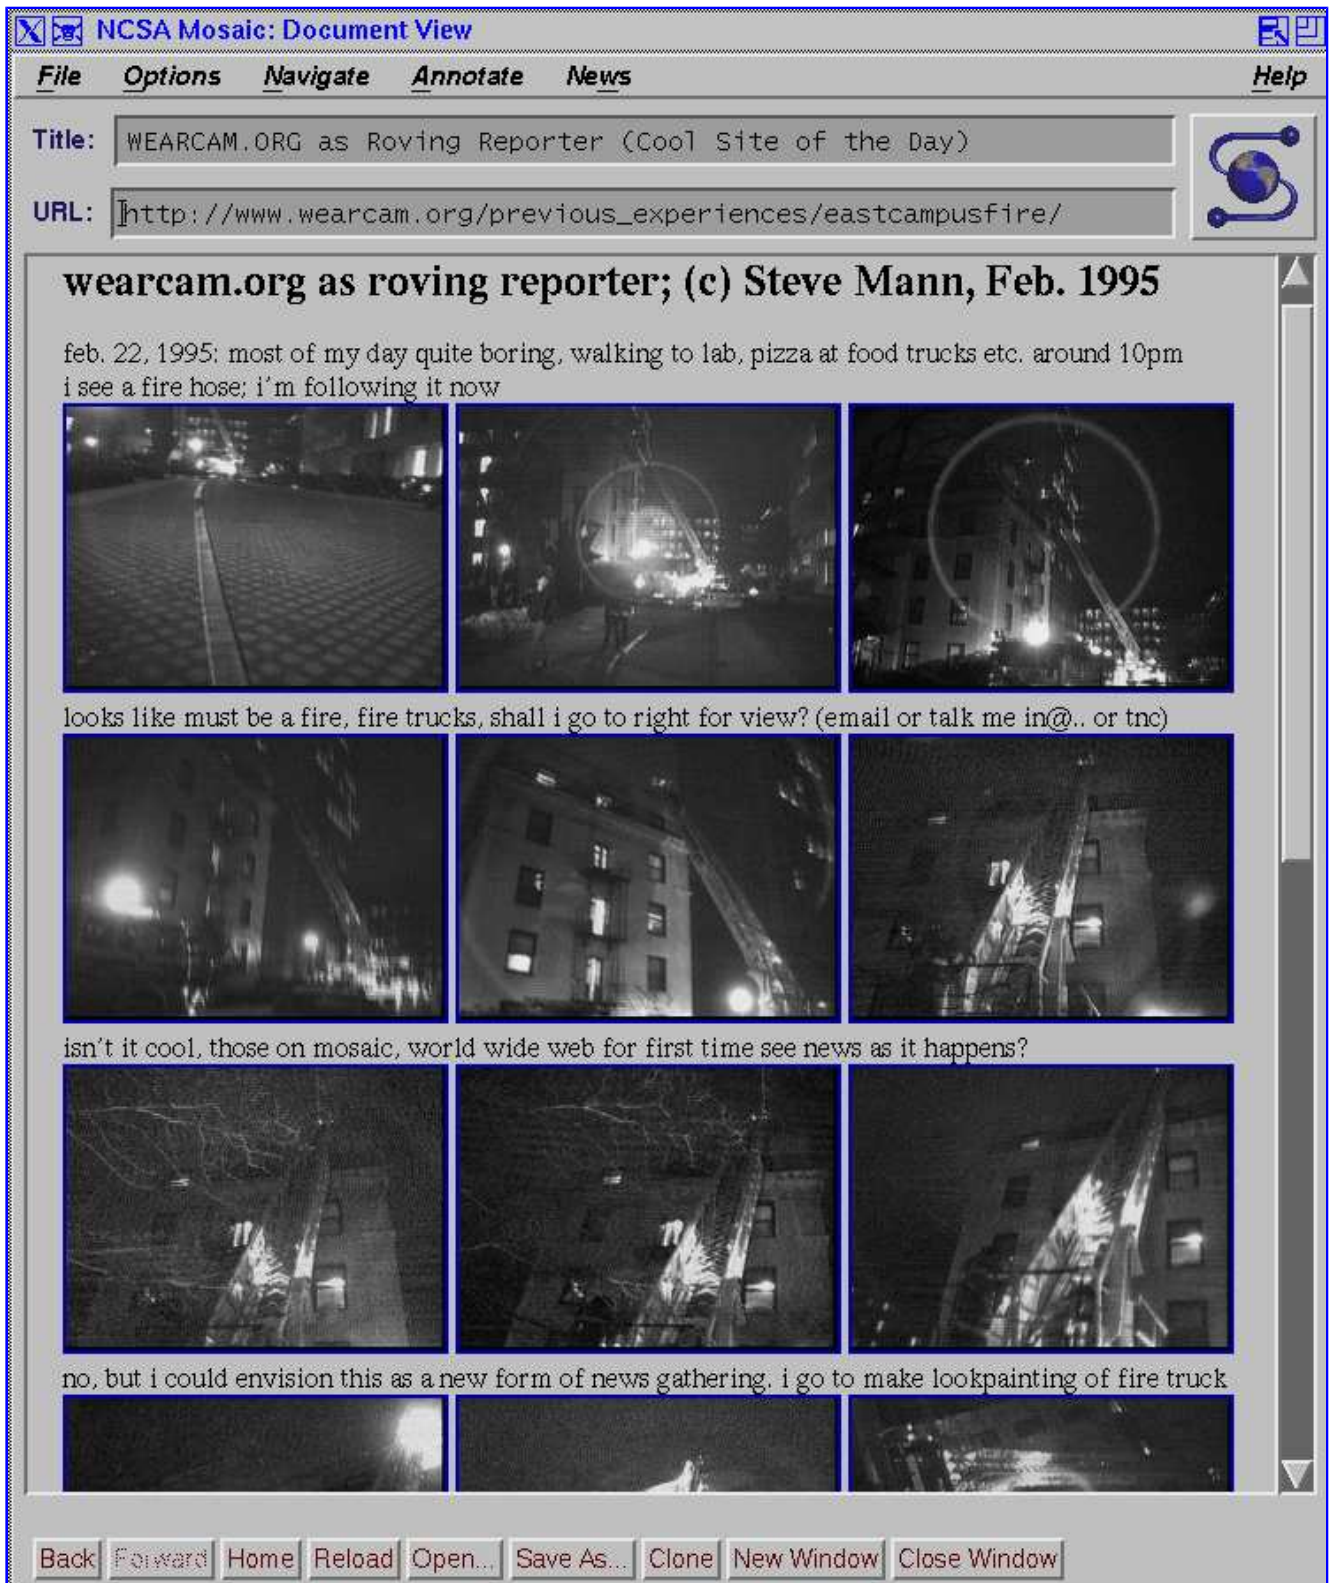 NCSA Mosaic: Document View
File Options Navigate Annotate News Help
Title: WEARCAM.ORG as Roving Reporter (Cool Site of the Day)
URL: http://www.wearcam.org/previous_experiences/eastcampusfire/
wearcam.org as roving reporter; (c) Steve Mann, Feb. 1995
feb. 22, 1995: most of my day quite boring, walking to lab, pizza at food trucks etc. around 10pm
i see a fire hose; i'm following it now
looks like must be a fire, fire trucks, shall i go to right for view? (email or talk me in@.. or tnc)
isn't it cool, those on mosaic, world wide web for first time see news as it happens?
no, but i could envision this as a new form of news gathering. i go to make lookpainting of fire truck
Back Forward Home Reload Open... Save As... Clone New Window Close Window